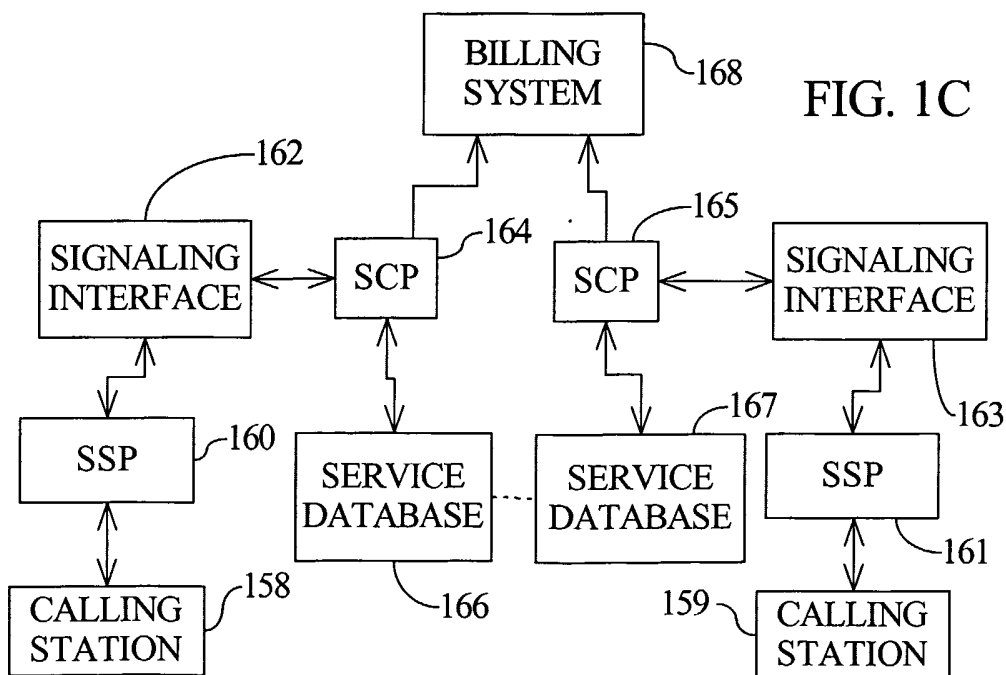 BILLING
SYSTEM
168
FIG. 1C
162
SIGNALING
INTERFACE
164
SCP
165
SCP
SIGNALING
INTERFACE
163
SSP
160
SERVICE
DATABASE
166
167
SERVICE
DATABASE
SSP
161
CALLING
STATION
158
159
CALLING
STATION